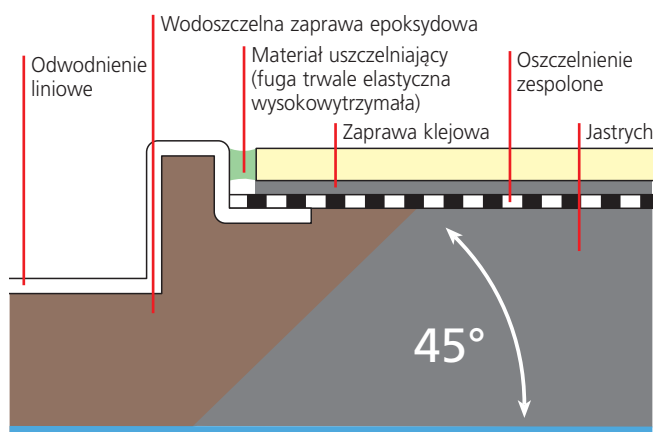 Wodoszczelna zaprawa epoksydowa
Odwodnienie
liniowe
Materiał uszczelniający
(fuga trwale elastyczna
wysokowytrzymała)
Oszczelnienie
zespolone
Zaprawa klejowa
Jastrych
45°